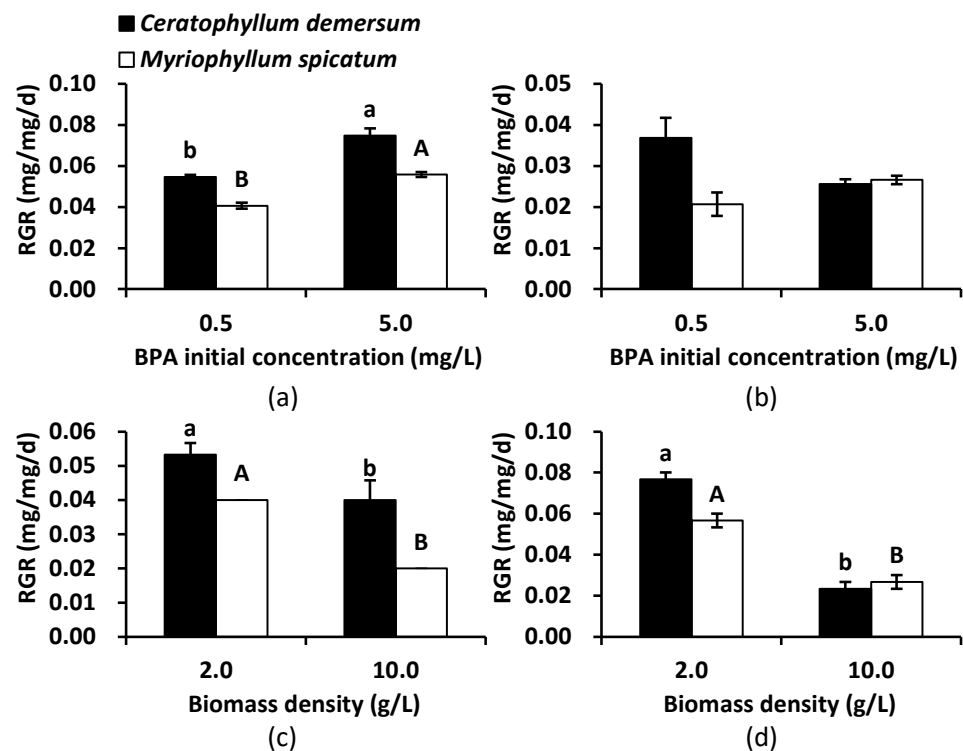 Ceratophyllum demersum
Myriophyllum spicatum
RGR (mg/mg/d)
0.10
0.08
0.06
0.04
0.02
0.00
b
B
a
A
0.5
5.0
BPA initial concentration (mg/L)
(a)
RGR (mg/mg/d)
0.05
0.04
0.03
0.02
0.01
0.00
0.5
5.0
BPA initial concentration (mg/L)
(b)
RGR (mg/mg/d)
0.06
0.05
0.04
0.03
0.02
0.01
0.00
a
A
b
B
2.0
10.0
Biomass density (g/L)
(c)
RGR (mg/mg/d)
0.10
0.08
0.06
0.04
0.02
0.00
a
A
b
B
2.0
10.0
Biomass density (g/L)
(d)